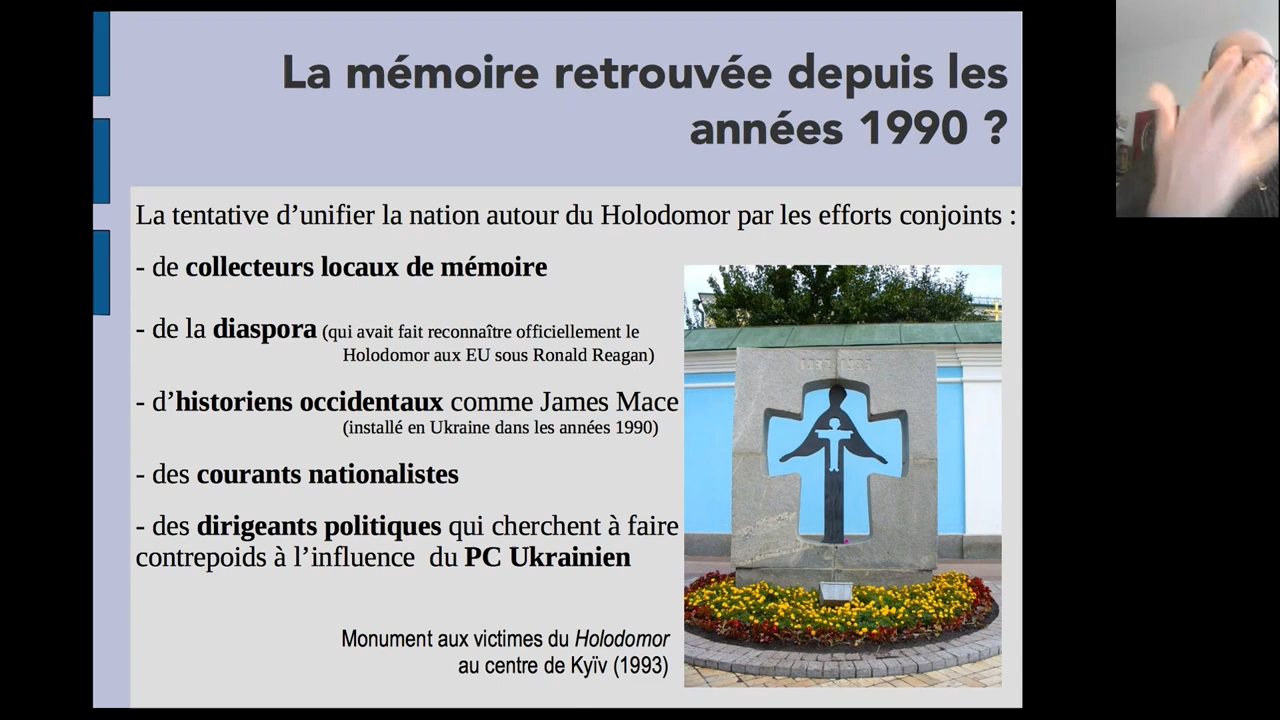 La mémoire retrouvée depuis les
années 1990 ?
La tentative d’unifier la nation autour du Holodomor par les efforts conjoints :
- de collecteurs locaux de mémoire
- de la diaspora (qui avait fait reconnaître officiellement le
Holodomor aux EU sous Ronald Reagan)
- d’historiens occidentaux comme James Mace
(installé en Ukraine dans les années 1990)
- des courants nationalistes
- des dirigeants politiques qui cherchent à faire
contrepoids à l’influence du PC Ukrainien
Monument aux victimes du Holodomor
au centre de Kyïv (1993)